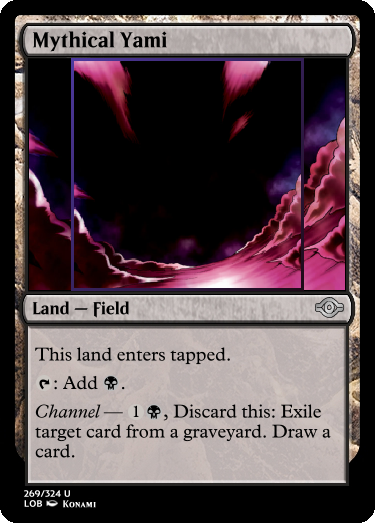 Mythical Yami
Land — Field
This land enters tapped.
: Add .
Channel — 1 , Discard this: Exile
target card from a graveyard. Draw a
card.
269/324 U
LOB Konami